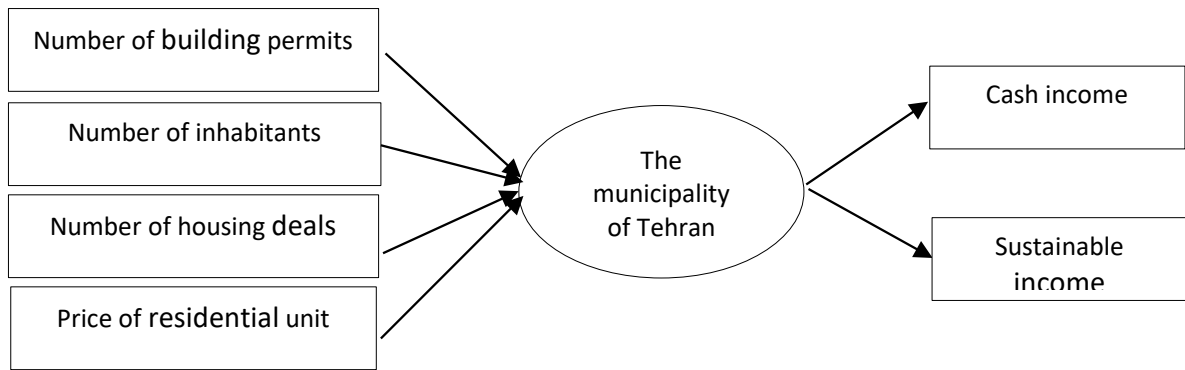 Number of building permits
Number of inhabitants
Number of housing deals
Price of residential unit
The
municipality
of Tehran
Cash income
Sustainable
income